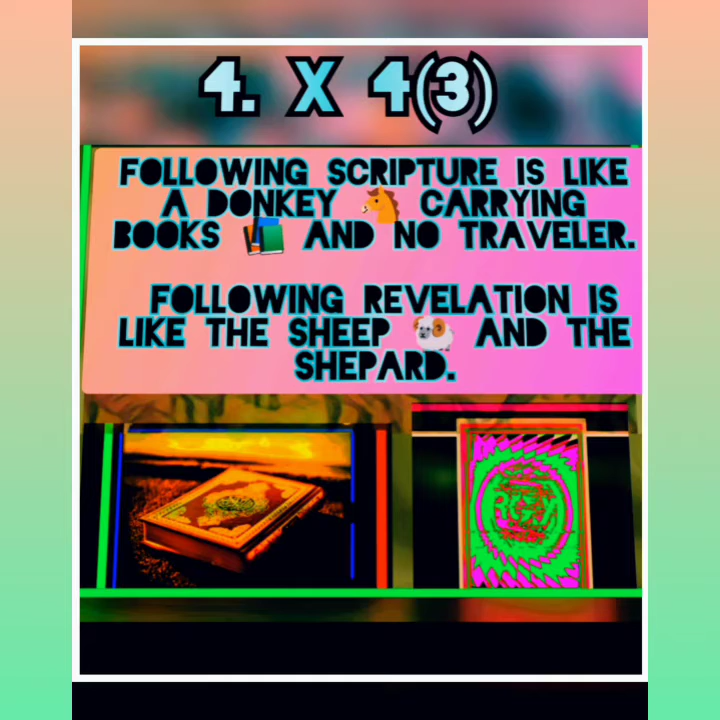 4. X 4(3)
FOLLOWING SCRIPTURE IS LIKE
A DONKEY 🐴 CARRYING
BOOKS 📚 AND NO TRAVELER.
FOLLOWING REVELATION IS
LIKE THE SHEEP 🐏 AND THE
SHEPARD.